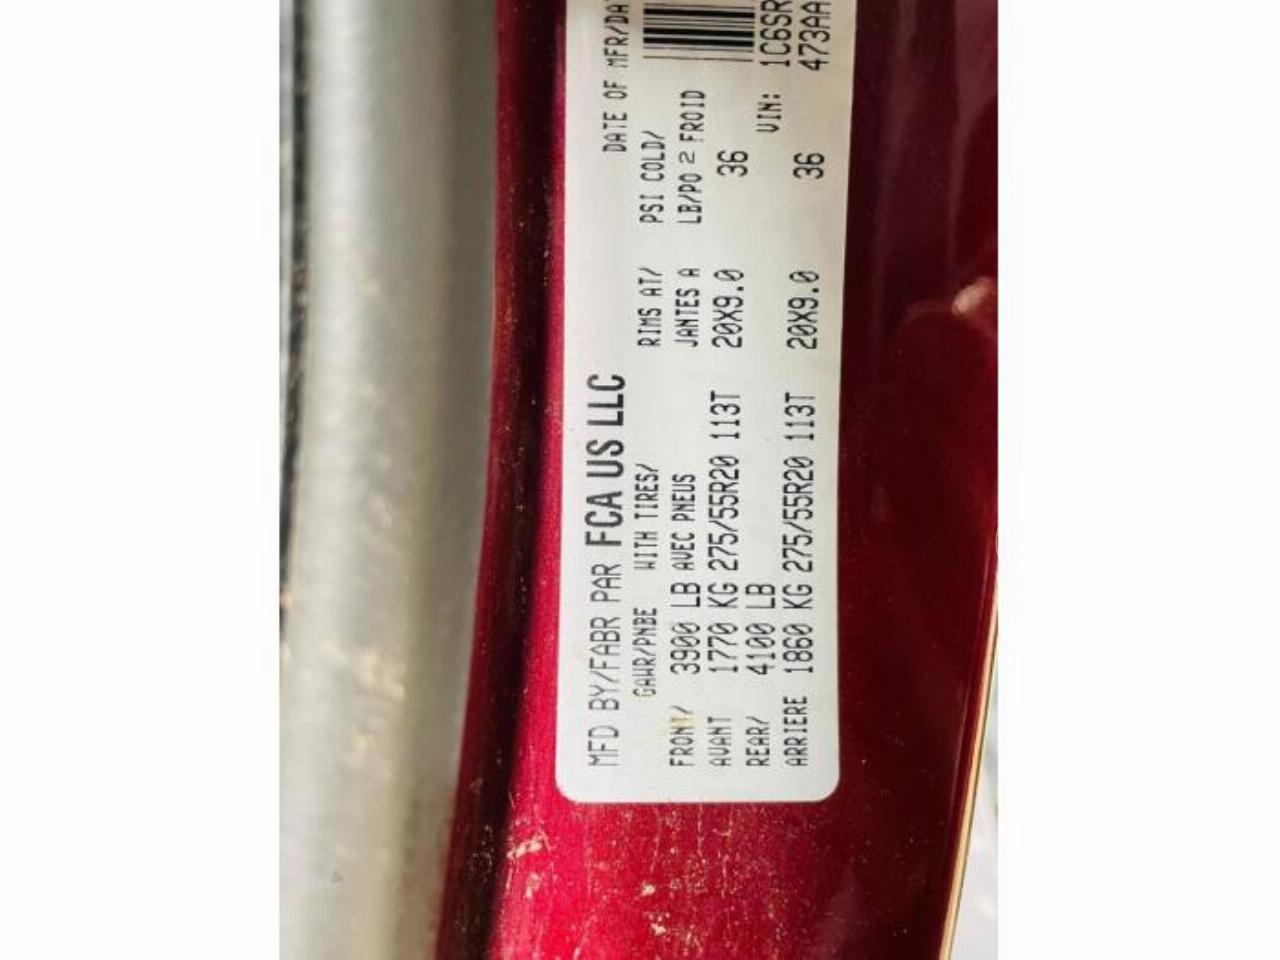 MFD BY/FABR PAR FCA US LLC
DATE OF MFR/DA
GAWR/PNBE WITH TIRES/ RIMS AT/ PSI COLD/
FRONT/ 3900 LB AVEC PNEUS JANTES A LB/PO 2 FROID
AVANT 1770 KG 275/55R20 113T 20X9.0 36
REAR/ 4100 LB
VIN: 1C6SR
ARRIERE 1860 KG 275/55R20 113T 20X9.0 36
473AA